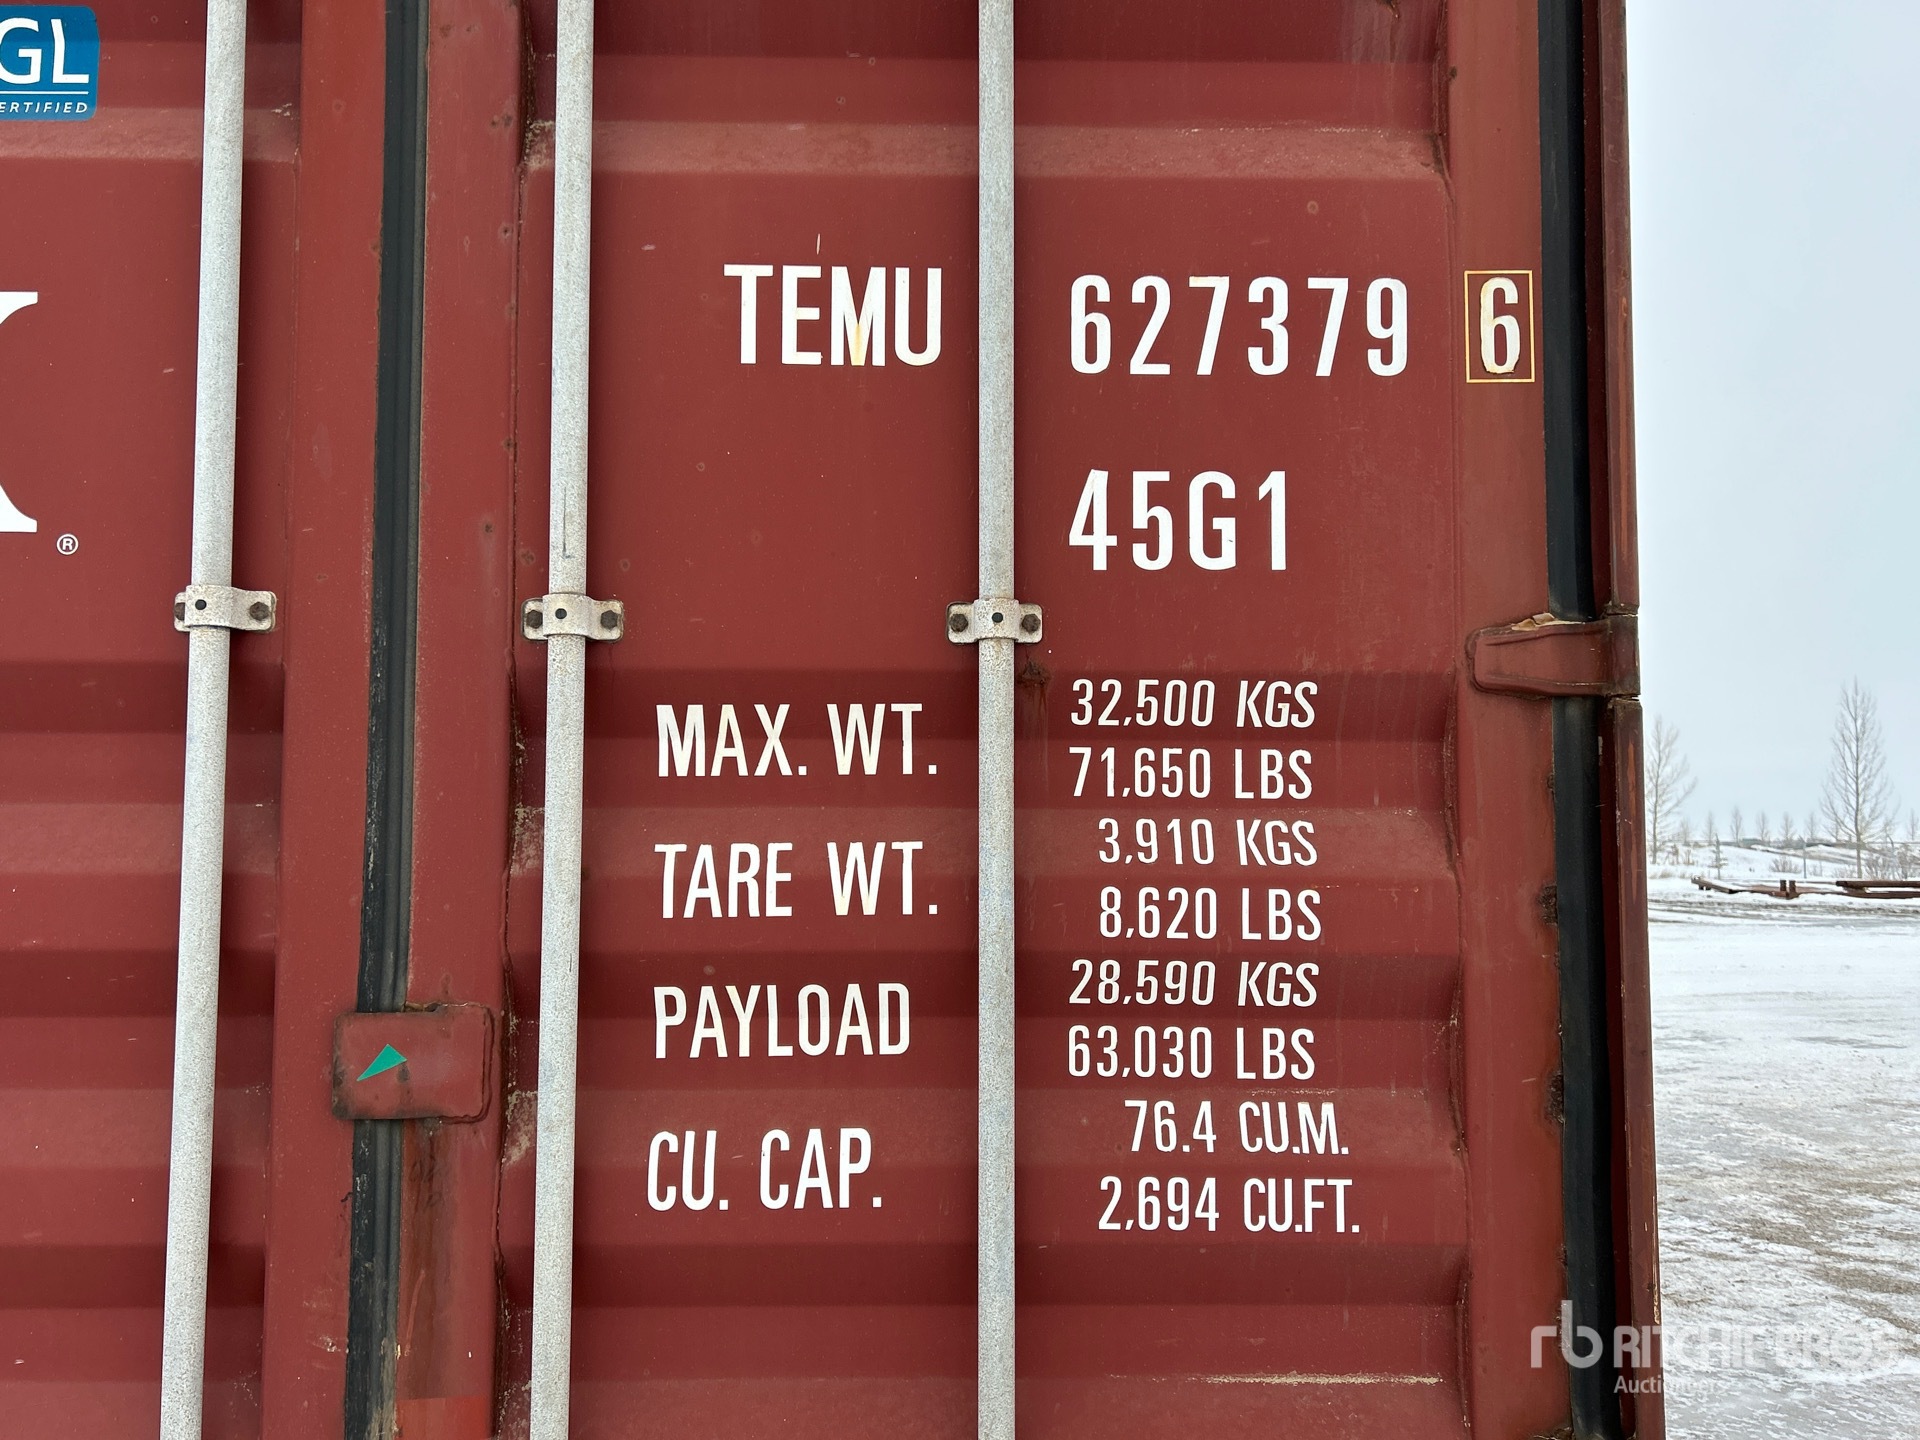 GL
ERTIFIED
®
TEMU 627379 6
45G1
MAX. WT. 32,500 KGS
71,650 LBS
TARE WT. 3,910 KGS
8,620 LBS
PAYLOAD 28,590 KGS
63,030 LBS
CU. CAP. 76.4 CU.M.
2,694 CU.FT.
rb RITCHIE BROS
Auctioneers